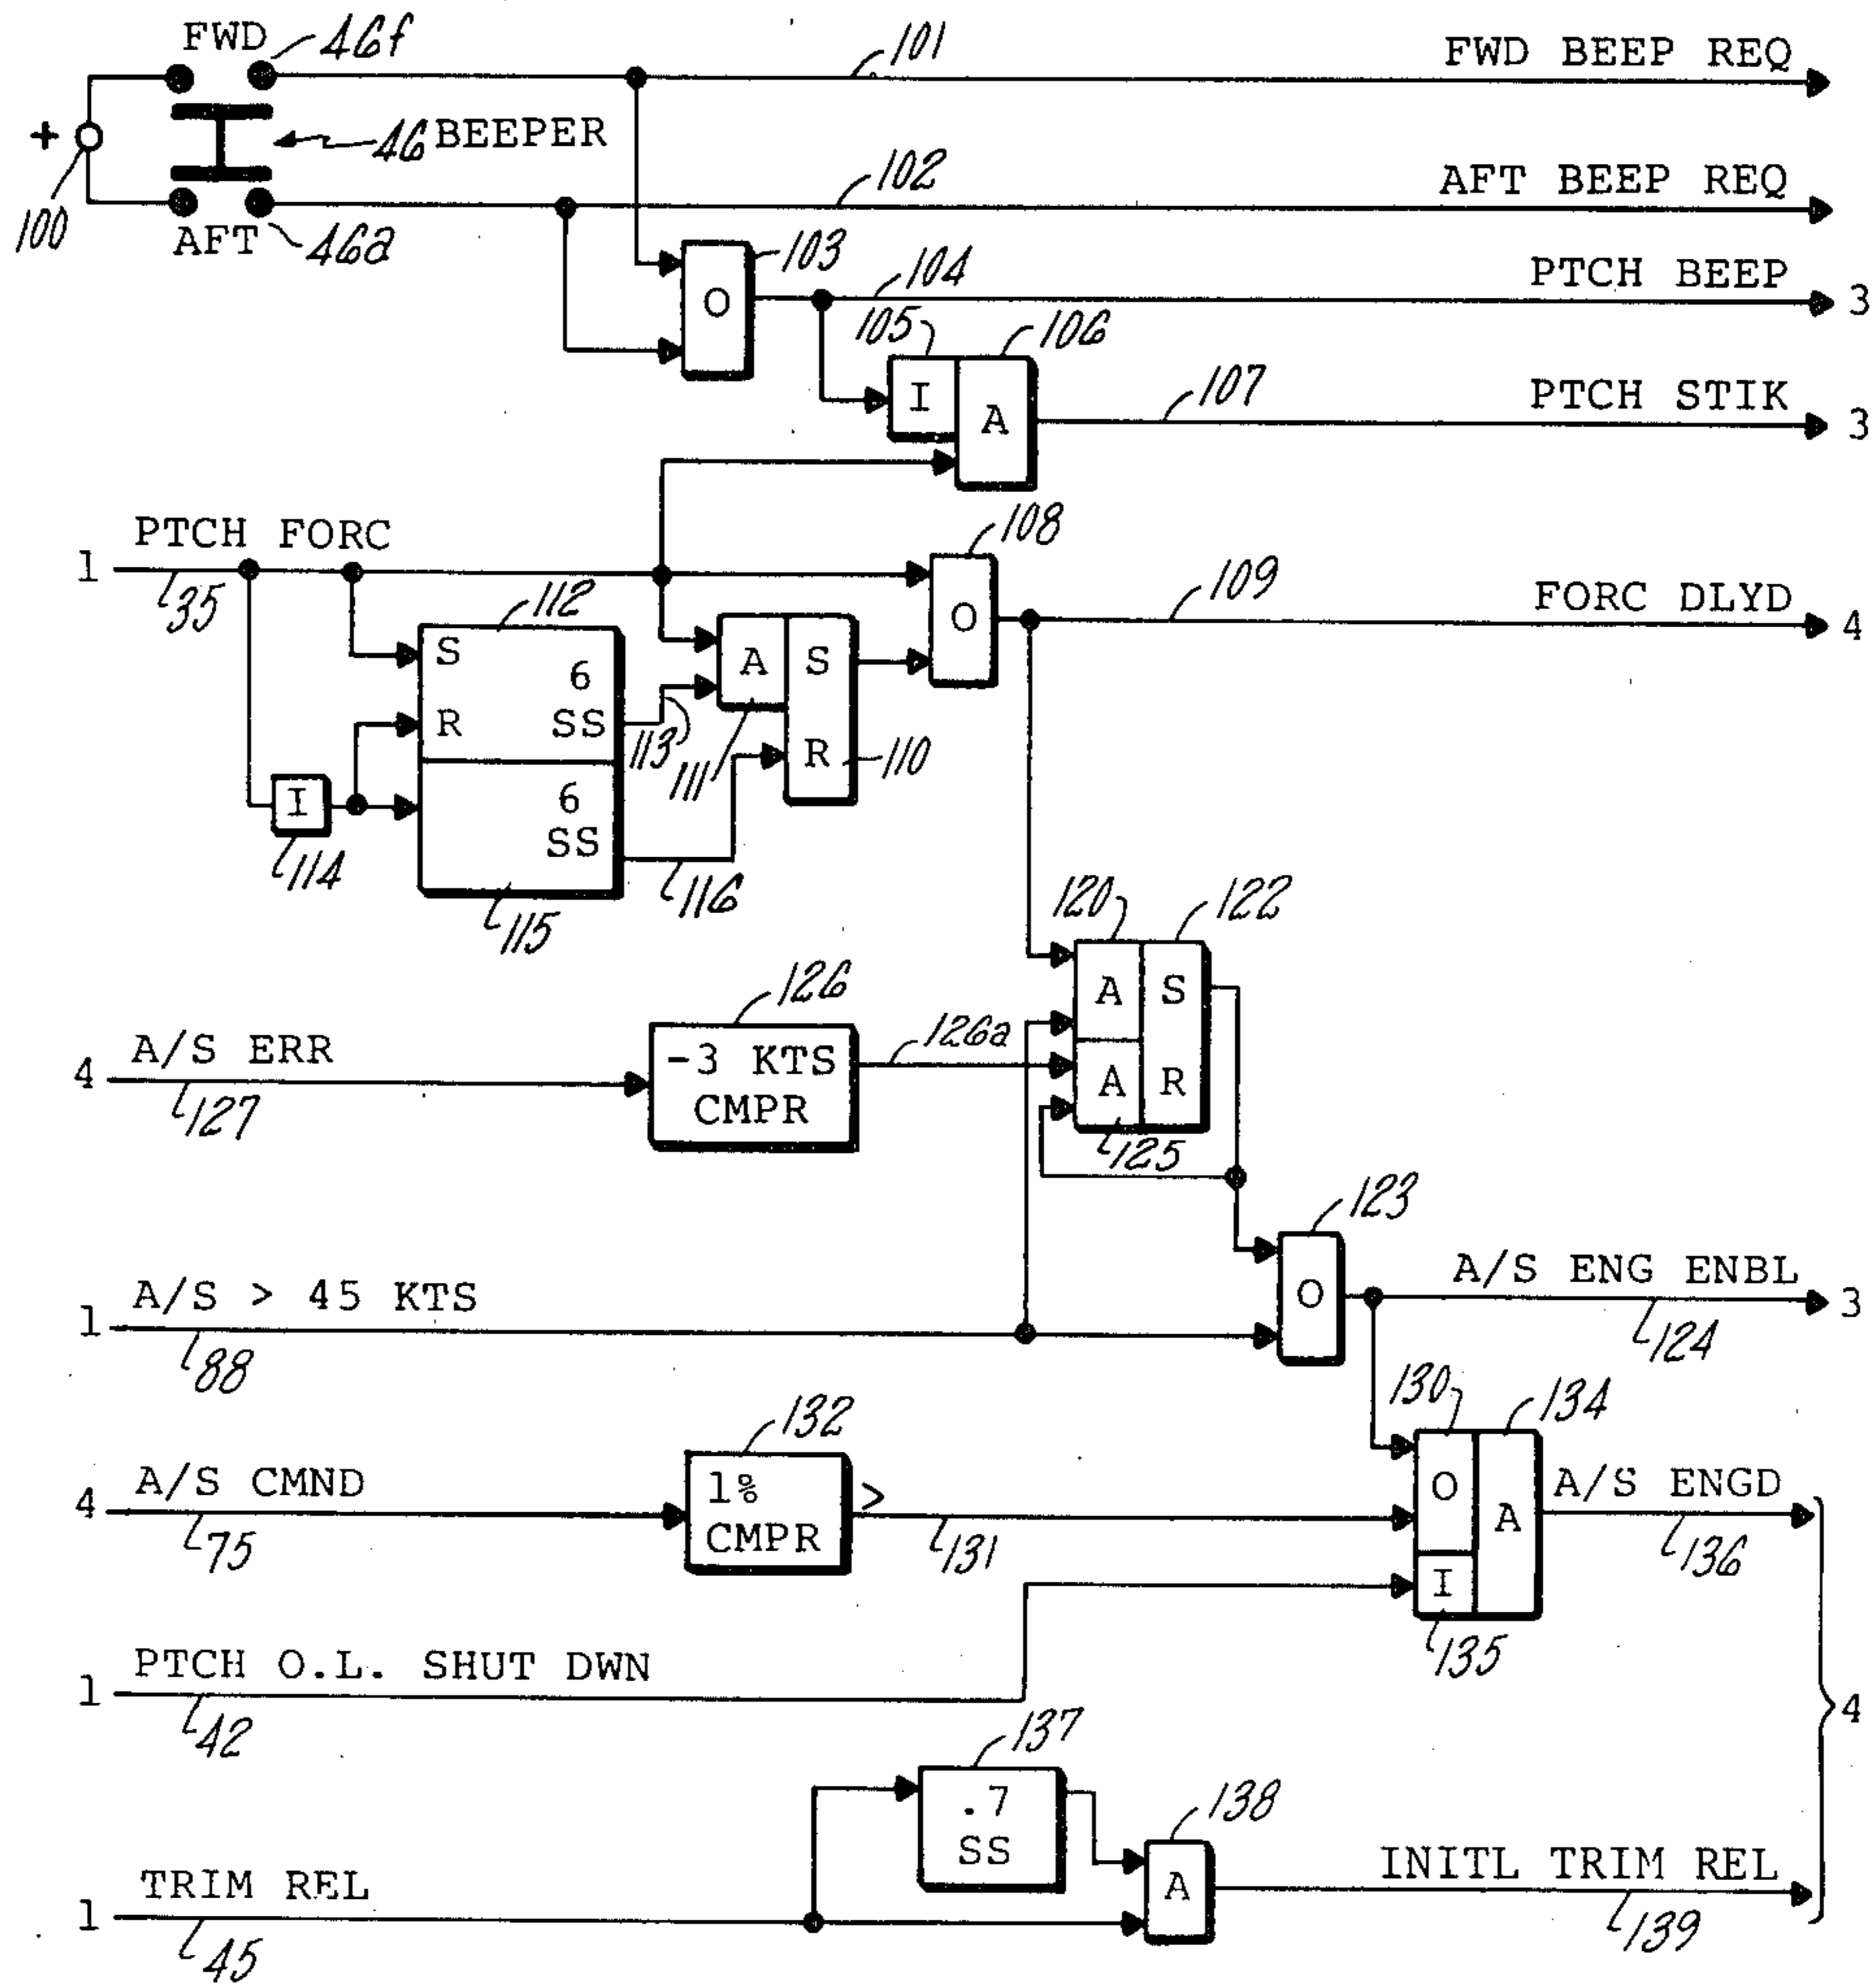 FWD 46f
101
FWD BEEP REQ
+
46 BEEPER
100
102
AFT BEEP REQ
AFT 46a
103
O
104
PTCH BEEP
3
105
106
I
A
107
PTCH STIK
3
PTCH FORC
1
35
108
O
109
FORC DLYD
4
112
S
6
SS
R
113
A
S
111
R
110
I
114
6
SS
115
116
120
122
A
S
A
R
125
126
-3 KTS
CMPR
126a
A/S ERR
4
127
123
O
A/S > 45 KTS
1
88
A/S ENG ENBL
3
124
130
134
O
A
I
135
132
1%
CMPR
>
131
A/S CMND
4
75
A/S ENGD
136
PTCH O.L. SHUT DWN
1
42
4
137
.7
SS
138
A
TRIM REL
1
45
INITL TRIM REL
139